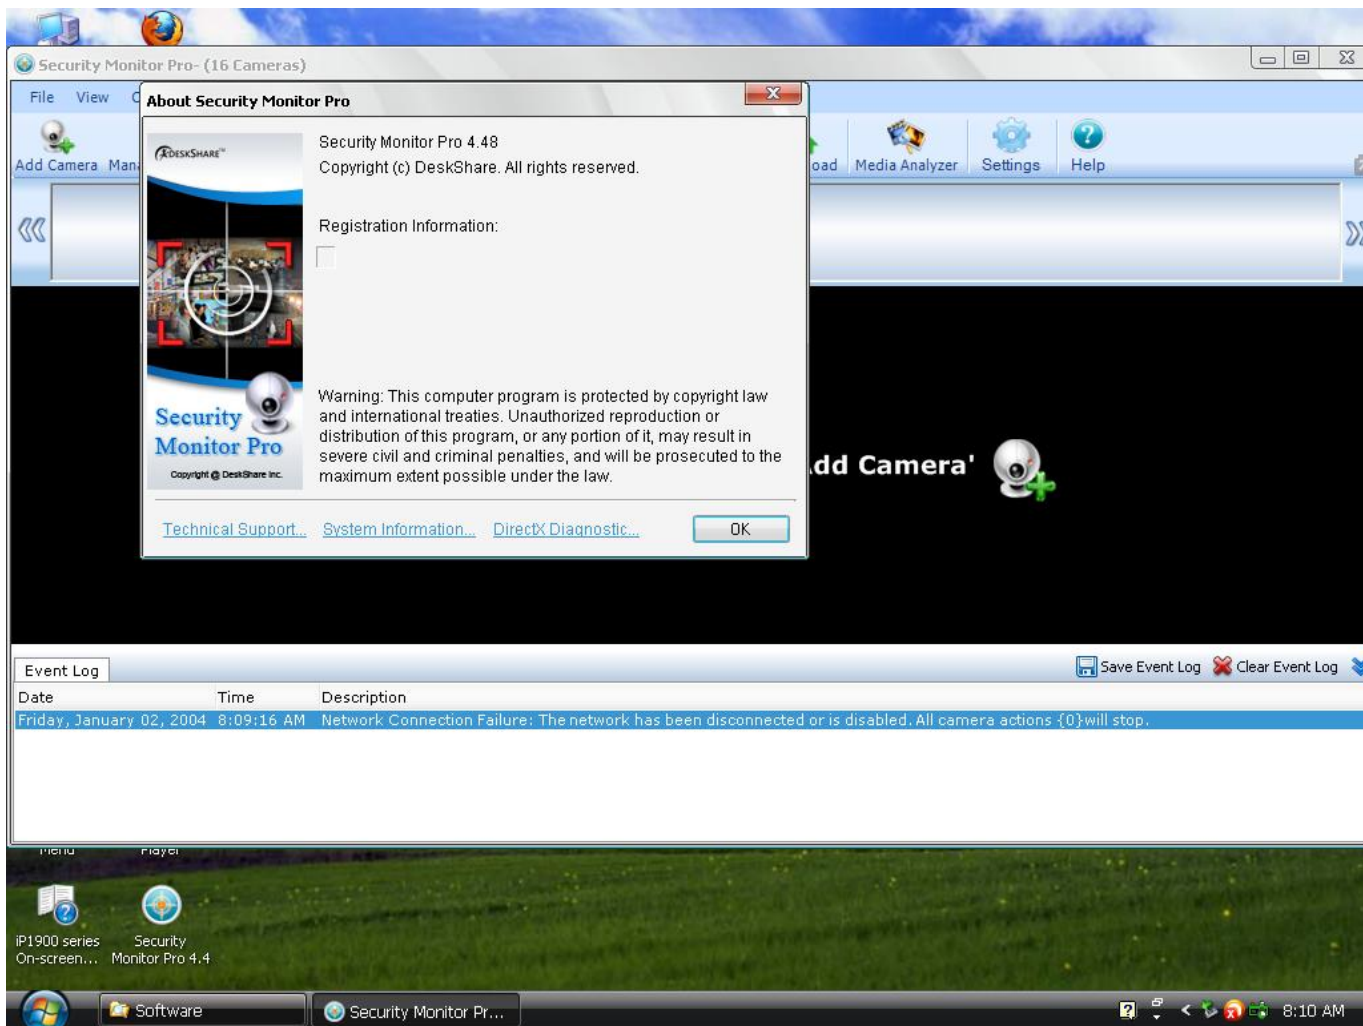 Security Monitor Pro- (16 Cameras)
File View
About Security Monitor Pro
Add Camera
Media Analyzer
Settings
Help
DESKSHARE™
Security Monitor Pro 4.48
Copyright (c) DeskShare. All rights reserved.
Registration Information:
Security
Monitor Pro
Copyright @ DeskShare Inc.
Warning: This computer program is protected by copyright law
and international treaties. Unauthorized reproduction or
distribution of this program, or any portion of it, may result in
severe civil and criminal penalties, and will be prosecuted to the
maximum extent possible under the law.
dd Camera'
Technical Support... System Information... DirectX Diagnostic... OK
Event Log
Save Event Log Clear Event Log
Date Time Description
Friday, January 02, 2004 8:09:16 AM Network Connection Failure: The network has been disconnected or is disabled. All camera actions {0}will stop.
Menu Player
iP1900 series
On-screen...
Security
Monitor Pro 4.4
Software
Security Monitor Pr...
8:10 AM